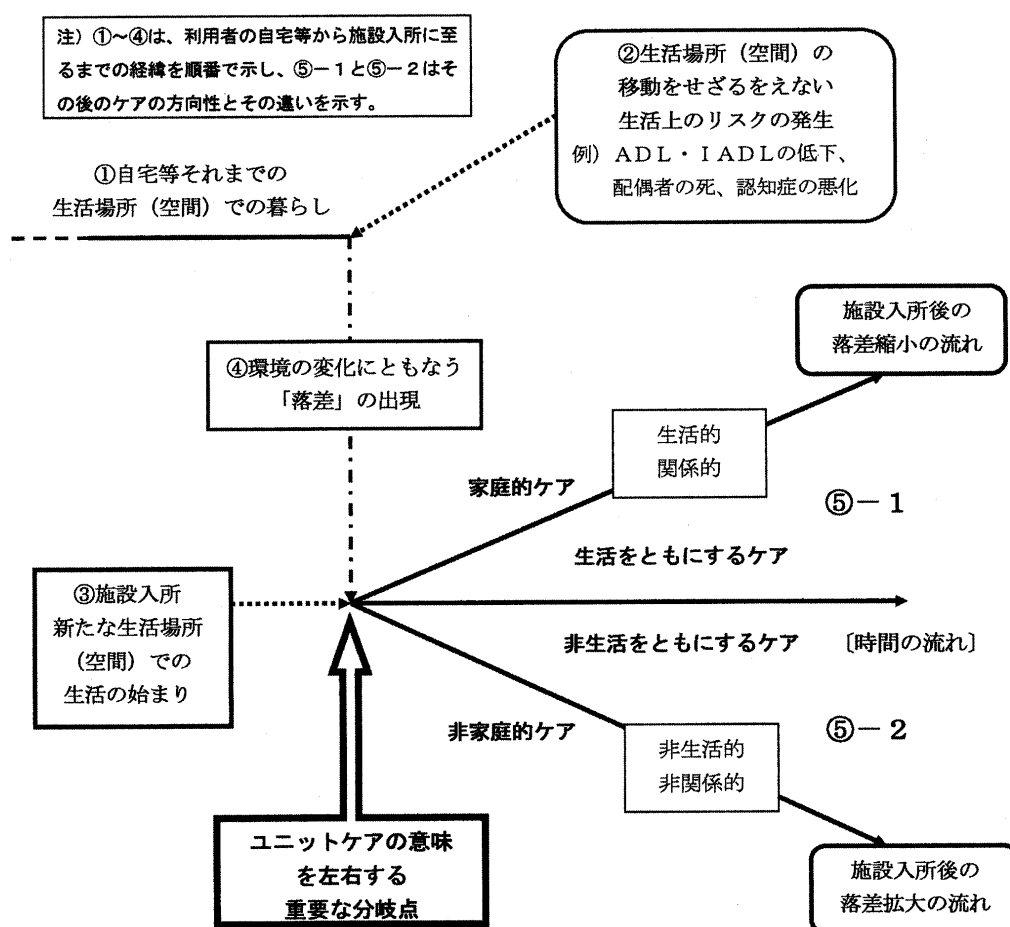 注）①～④は、利用者の自宅等から施設入所に至
るまでの経緯を順番で示し、⑤－１と⑤－２はそ
の後のケアの方向性とその違いを示す。
②生活場所（空間）の
移動をせざるをえない
生活上のリスクの発生
例）ＡＤＬ・ＩＡＤＬの低下、
配偶者の死、認知症の悪化
①自宅等それまでの
生活場所（空間）での暮らし
施設入所後の
落差縮小の流れ
④環境の変化にともなう
「落差」の出現
生活的
関係的
家庭的ケア
⑤－１
生活をともにするケア
③施設入所
新たな生活場所
（空間）での
生活の始まり
非生活をともにするケア
〔時間の流れ〕
非家庭的ケア
⑤－２
非生活的
非関係的
ユニットケアの意味
を左右する
重要な分岐点
施設入所後の
落差拡大の流れ